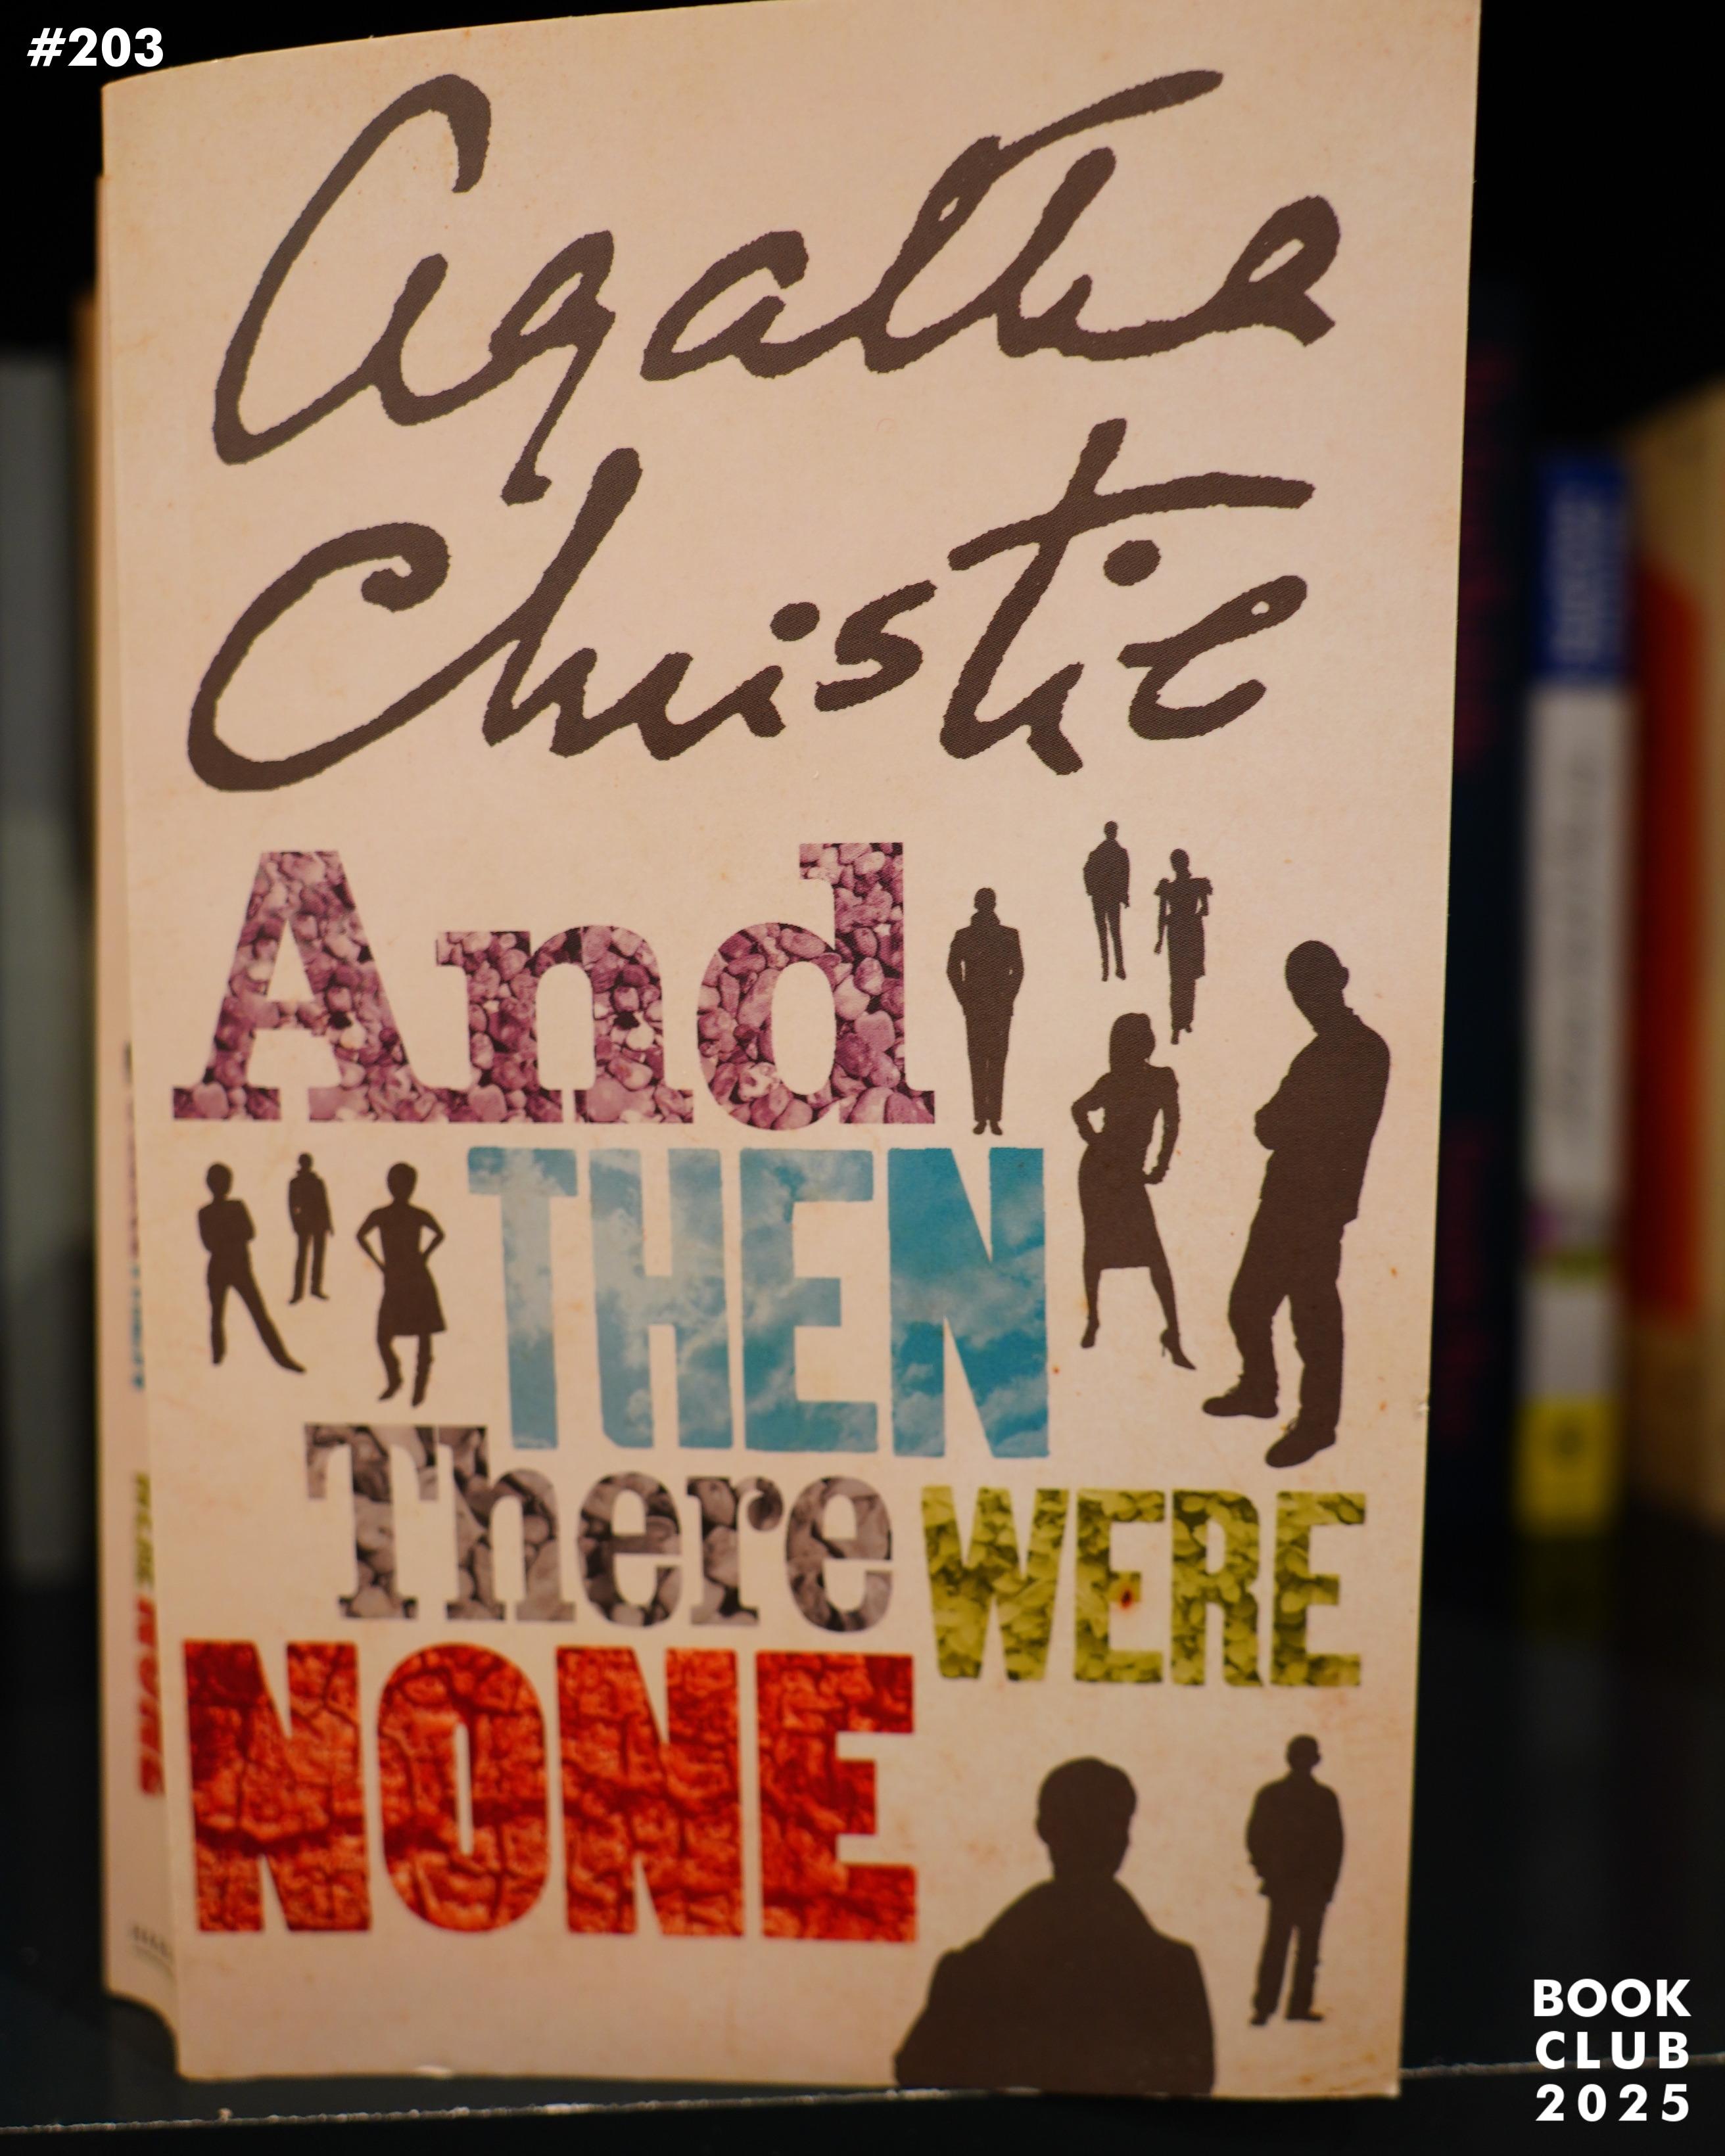 #203
Agatha
Christie
And
THEN
There WERE
NONE
BOOK
CLUB
2025